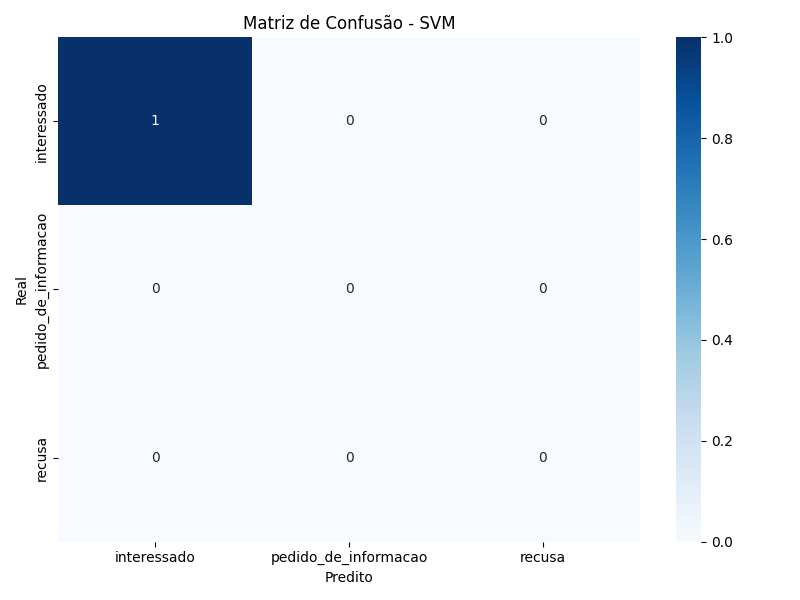 Matriz de Confusão - SVM
interessado
1
0
0
pedido_de_informacao
0
0
0
recusa
0
0
0
Real
interessado
pedido_de_informacao
recusa
Predito
1.0
0.8
0.6
0.4
0.2
0.0